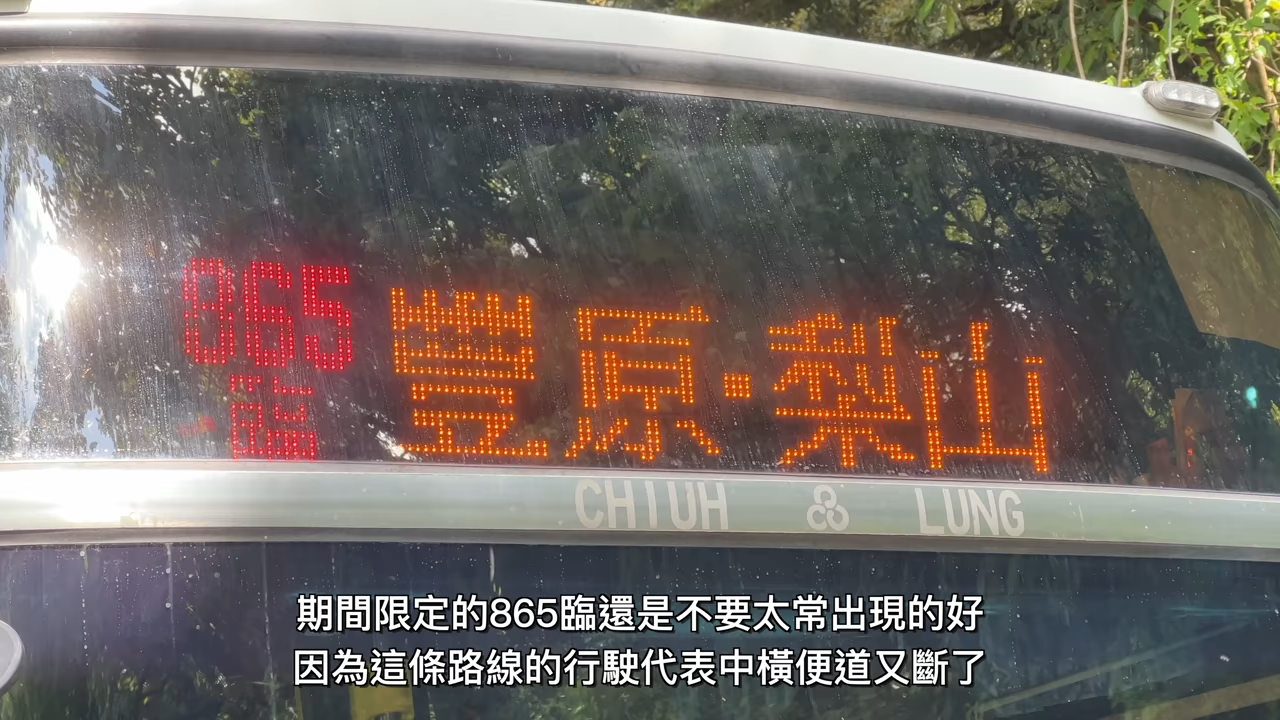 865 豐原·梨山
臨
CHIUH & LUNG
期間限定的865臨還是不要太常出現的好
因為這條路線的行駛代表中橫便道又斷了